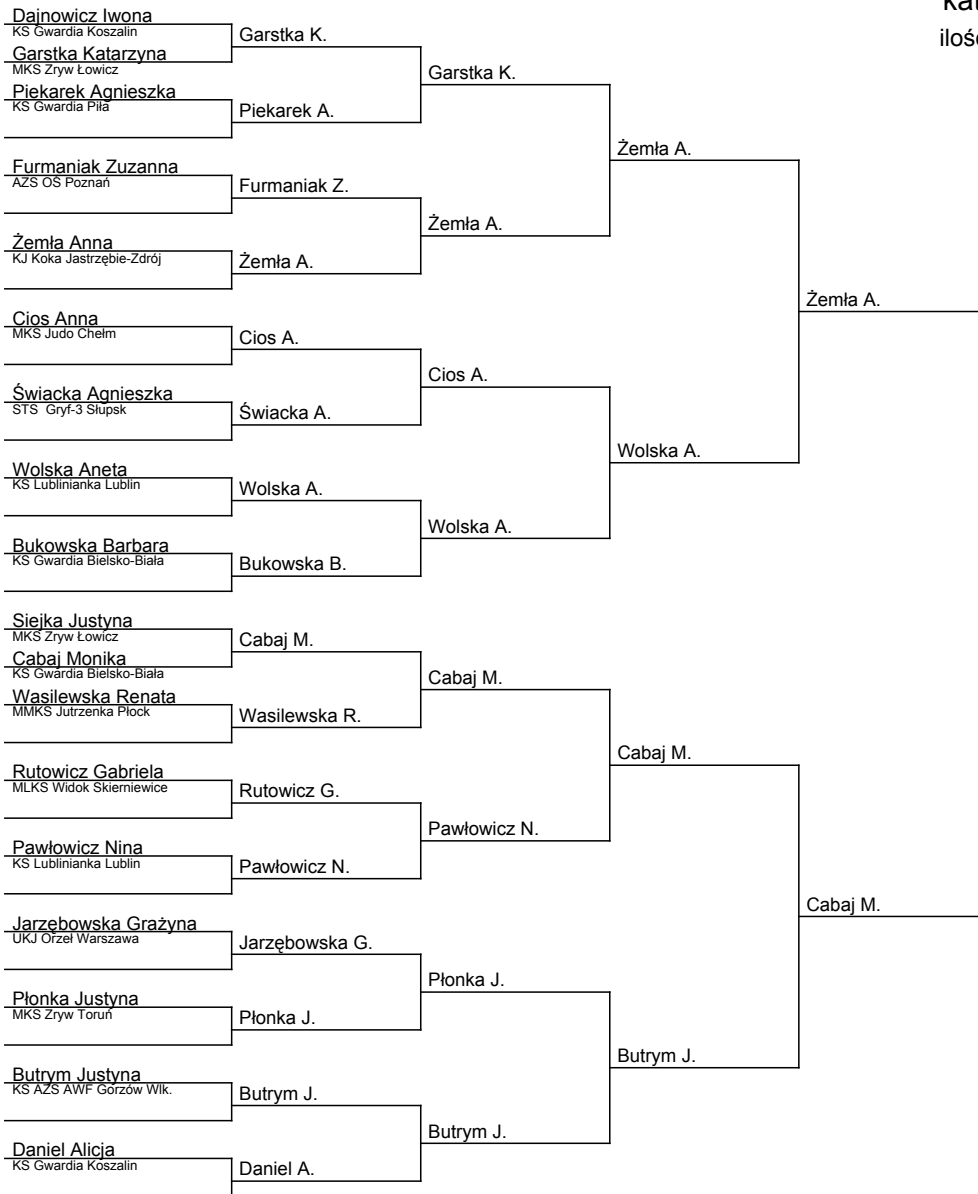 Dajnowicz Iwona
KS Gwardia Koszalin
Garstka Katarzyna
MKS Zryw Łowicz
Piekarek Agnieszka
KS Gwardia Piła
Furmaniak Zuzanna
AZS OŚ Poznań
Żemła Anna
KJ Koka Jastrzębie-Zdrój
Cios Anna
MKS Judo Chełm
Świacka Agnieszka
STS Gryf-3 Słupsk
Wolska Aneta
KS Lublinianka Lublin
Bukowska Barbara
KS Gwardia Bielsko-Biała
Siejka Justyna
MKS Zryw Łowicz
Cabaj Monika
KS Gwardia Bielsko-Biała
Wasilewska Renata
MMKS Jutrzenka Płock
Rutowicz Gabriela
MLKS Widok Skierniewice
Pawłowicz Nina
KS Lublinianka Lublin
Jarzębowska Grażyna
UKJ Orzeł Warszawa
Płonka Justyna
MKS Zryw Toruń
Butrym Justyna
KS AZS AWF Gorzów Wlk.
Daniel Alicja
KS Gwardia Koszalin
Garstka K.
Piekarek A.
Furmaniak Z.
Żemła A.
Cios A.
Świacka A.
Wolska A.
Bukowska B.
Cabaj M.
Wasilewska R.
Rutowicz G.
Pawłowicz N.
Jarzębowska G.
Płonka J.
Butrym J.
Daniel A.
Garstka K.
Żemła A.
Cios A.
Wolska A.
Cabaj M.
Pawłowicz N.
Płonka J.
Butrym J.
Żemła A.
Wolska A.
Cabaj M.
Butrym J.
Żemła A.
Cabaj M.